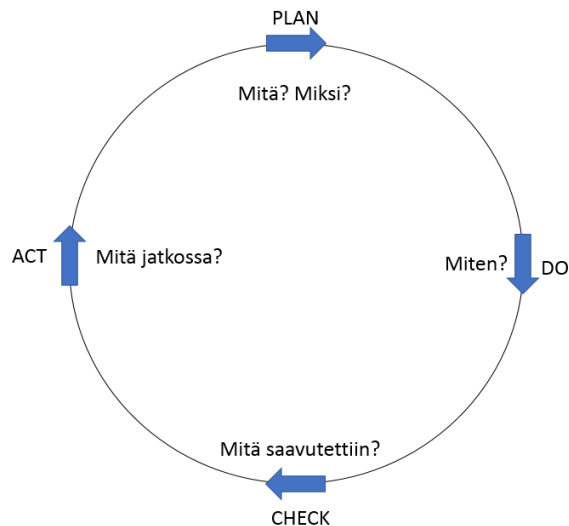 PLAN
Mitä? Miksi?
ACT
Mitä jatkossa?
Miten?
DO
Mitä saavutettiin?
CHECK